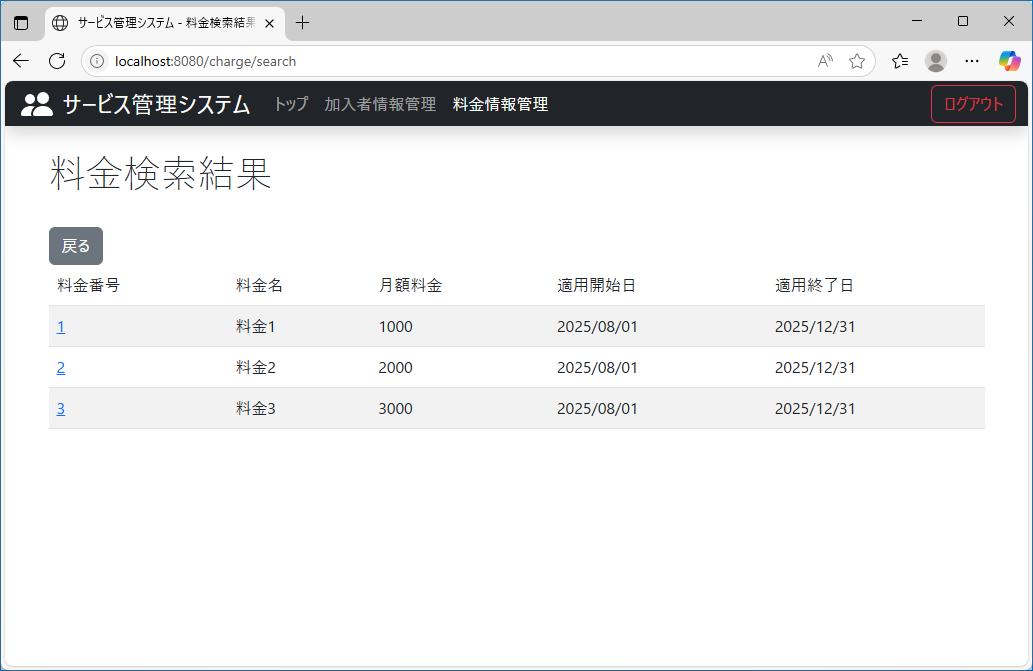 サービス管理システム - 料金検索結果
localhost:8080/charge/search
サービス管理システム トップ 加入者情報管理 料金情報管理 ログアウト
料金検索結果
戻る
料金番号 料金名 月額料金 適用開始日 適用終了日
1 料金1 1000 2025/08/01 2025/12/31
2 料金2 2000 2025/08/01 2025/12/31
3 料金3 3000 2025/08/01 2025/12/31